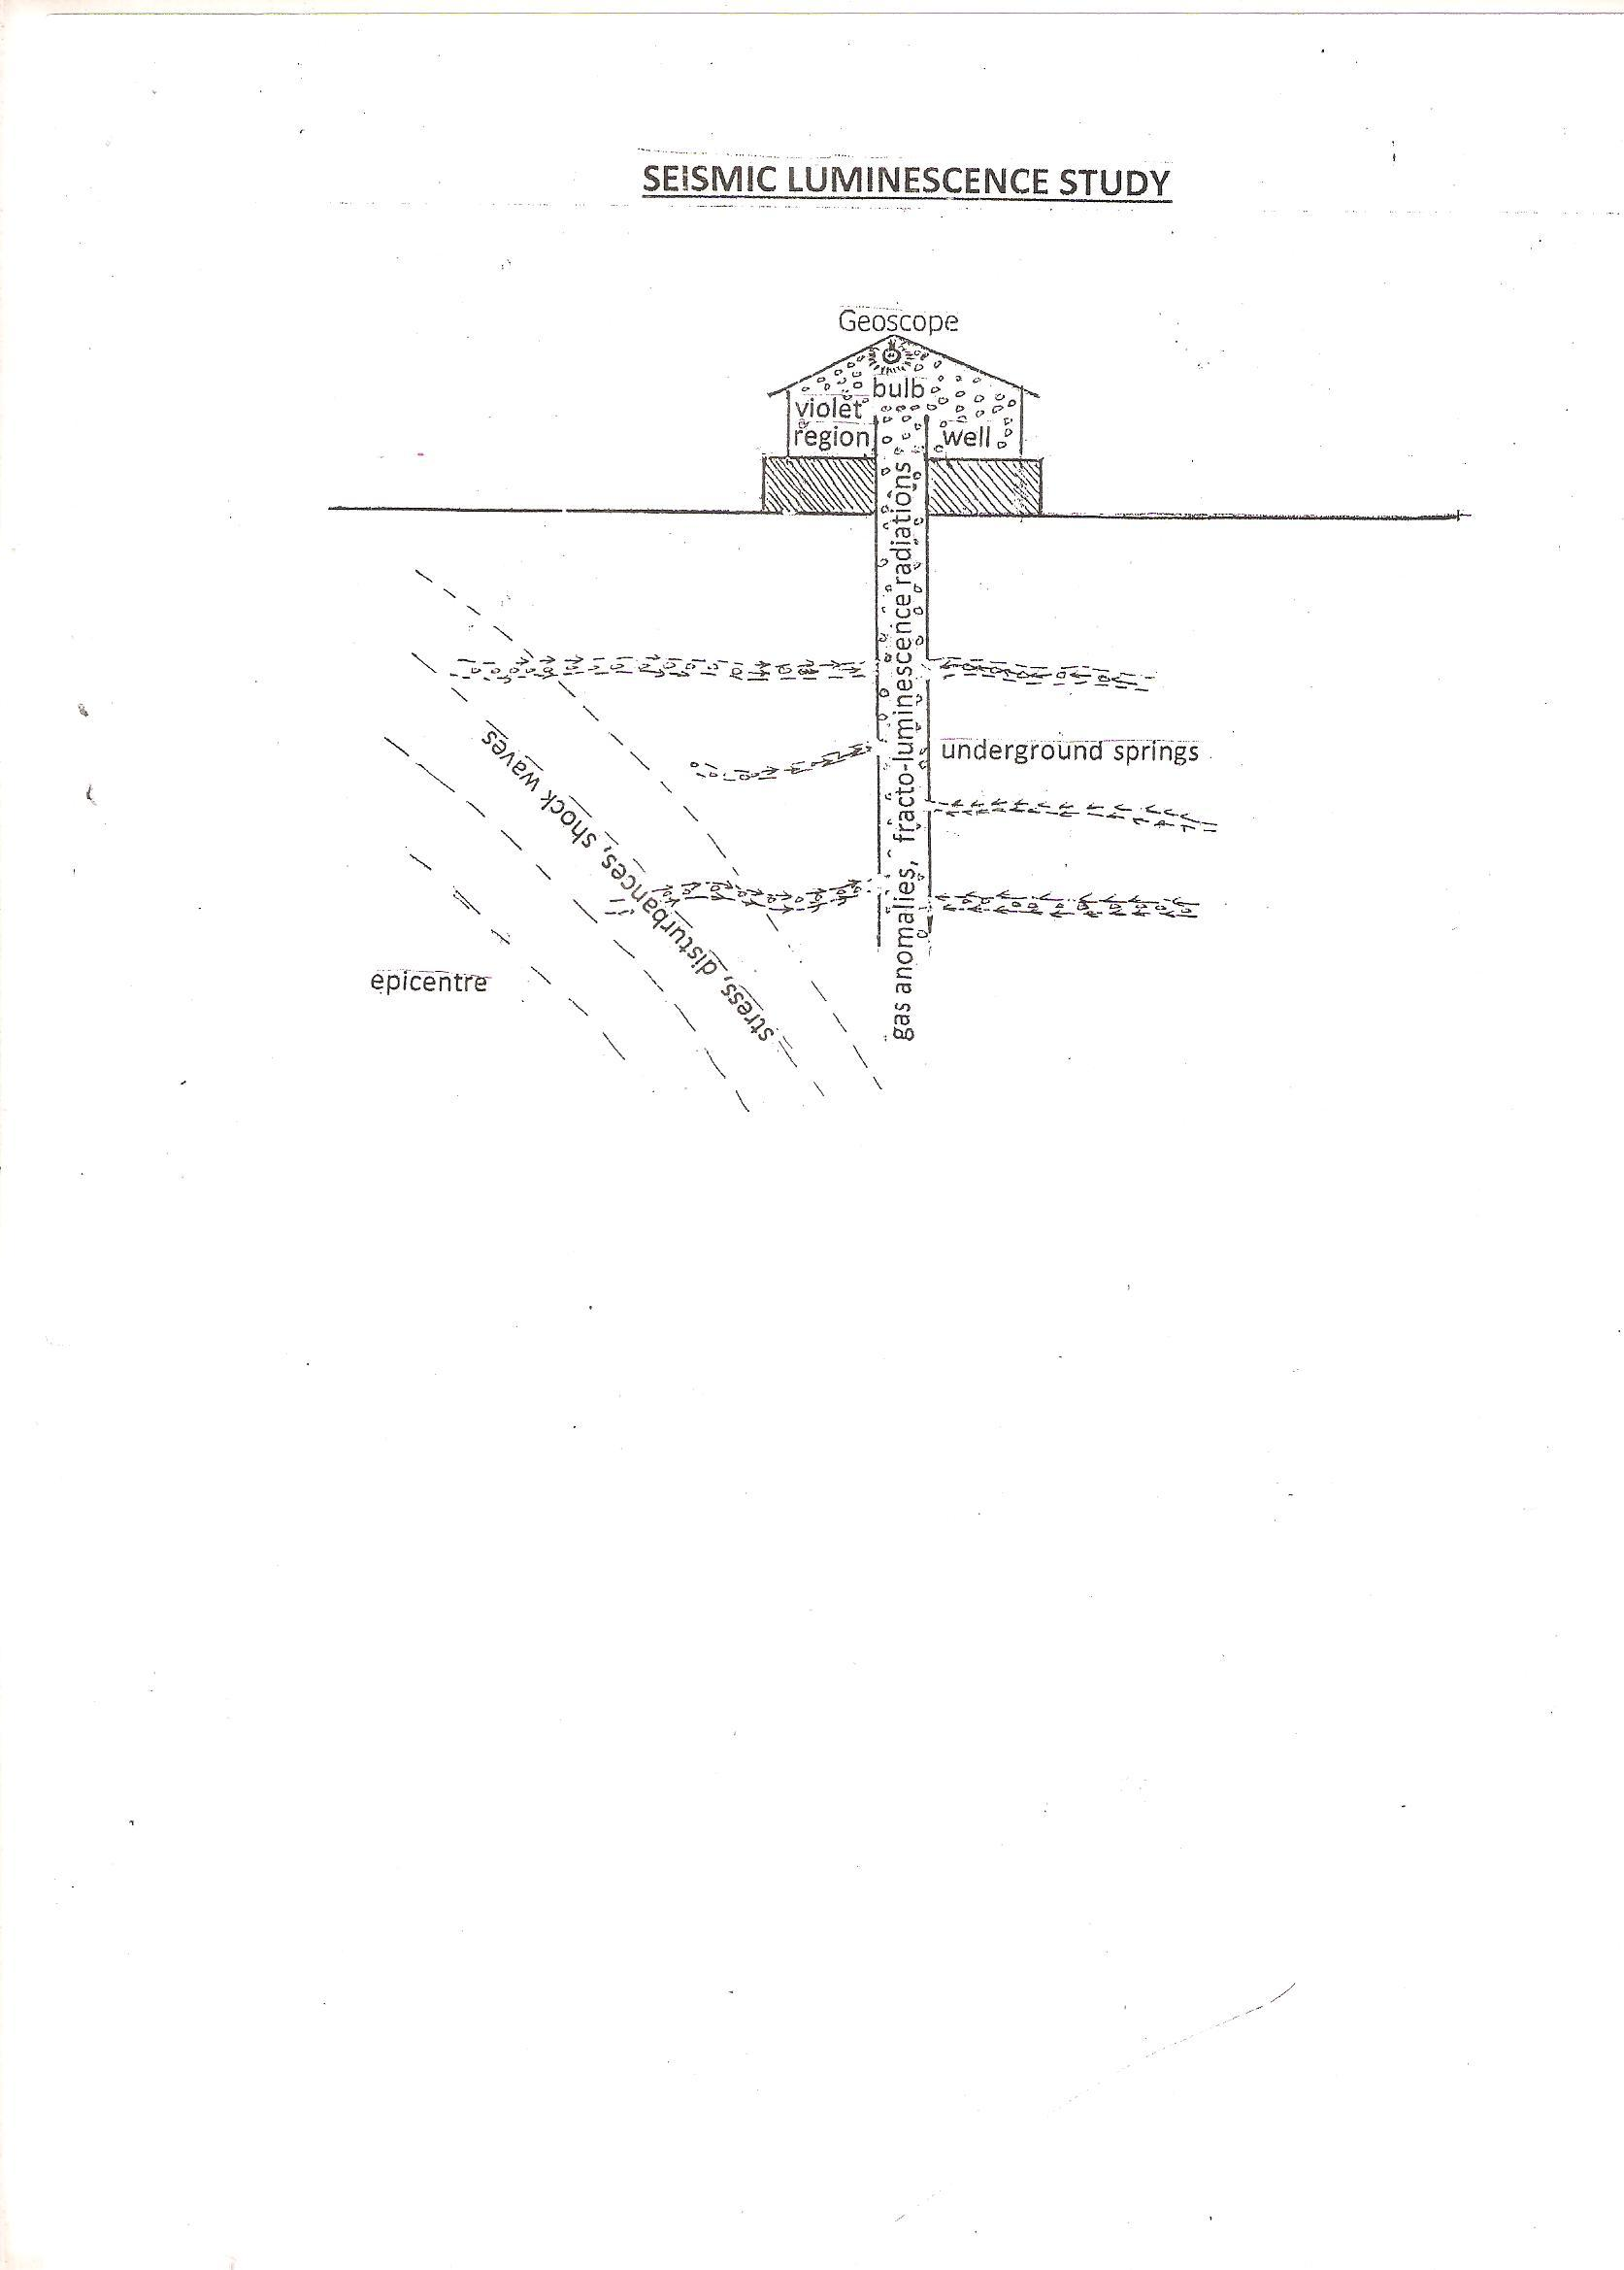 SEISMIC LUMINESCENCE STUDY
Geoscope
bulb
violet
region
well
gas anomalies, fracto-luminescence radiations
underground springs
stress, disturbances, shock waves
epicentre